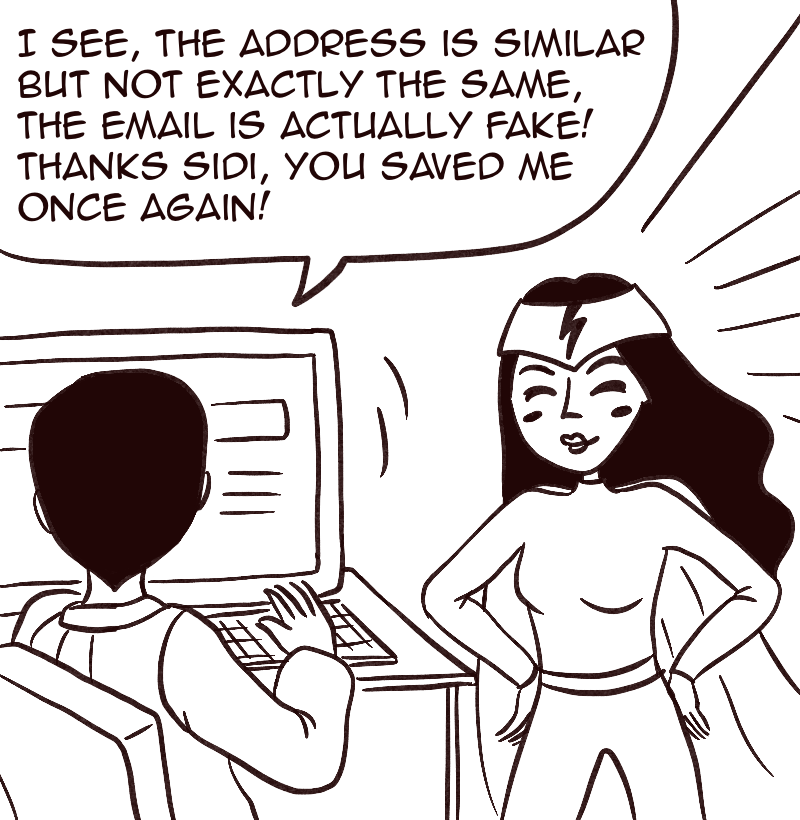 I SEE, THE ADDRESS IS SIMILAR
BUT NOT EXACTLY THE SAME,
THE EMAIL IS ACTUALLY FAKE!
THANKS SIDI, YOU SAVED ME
ONCE AGAIN!